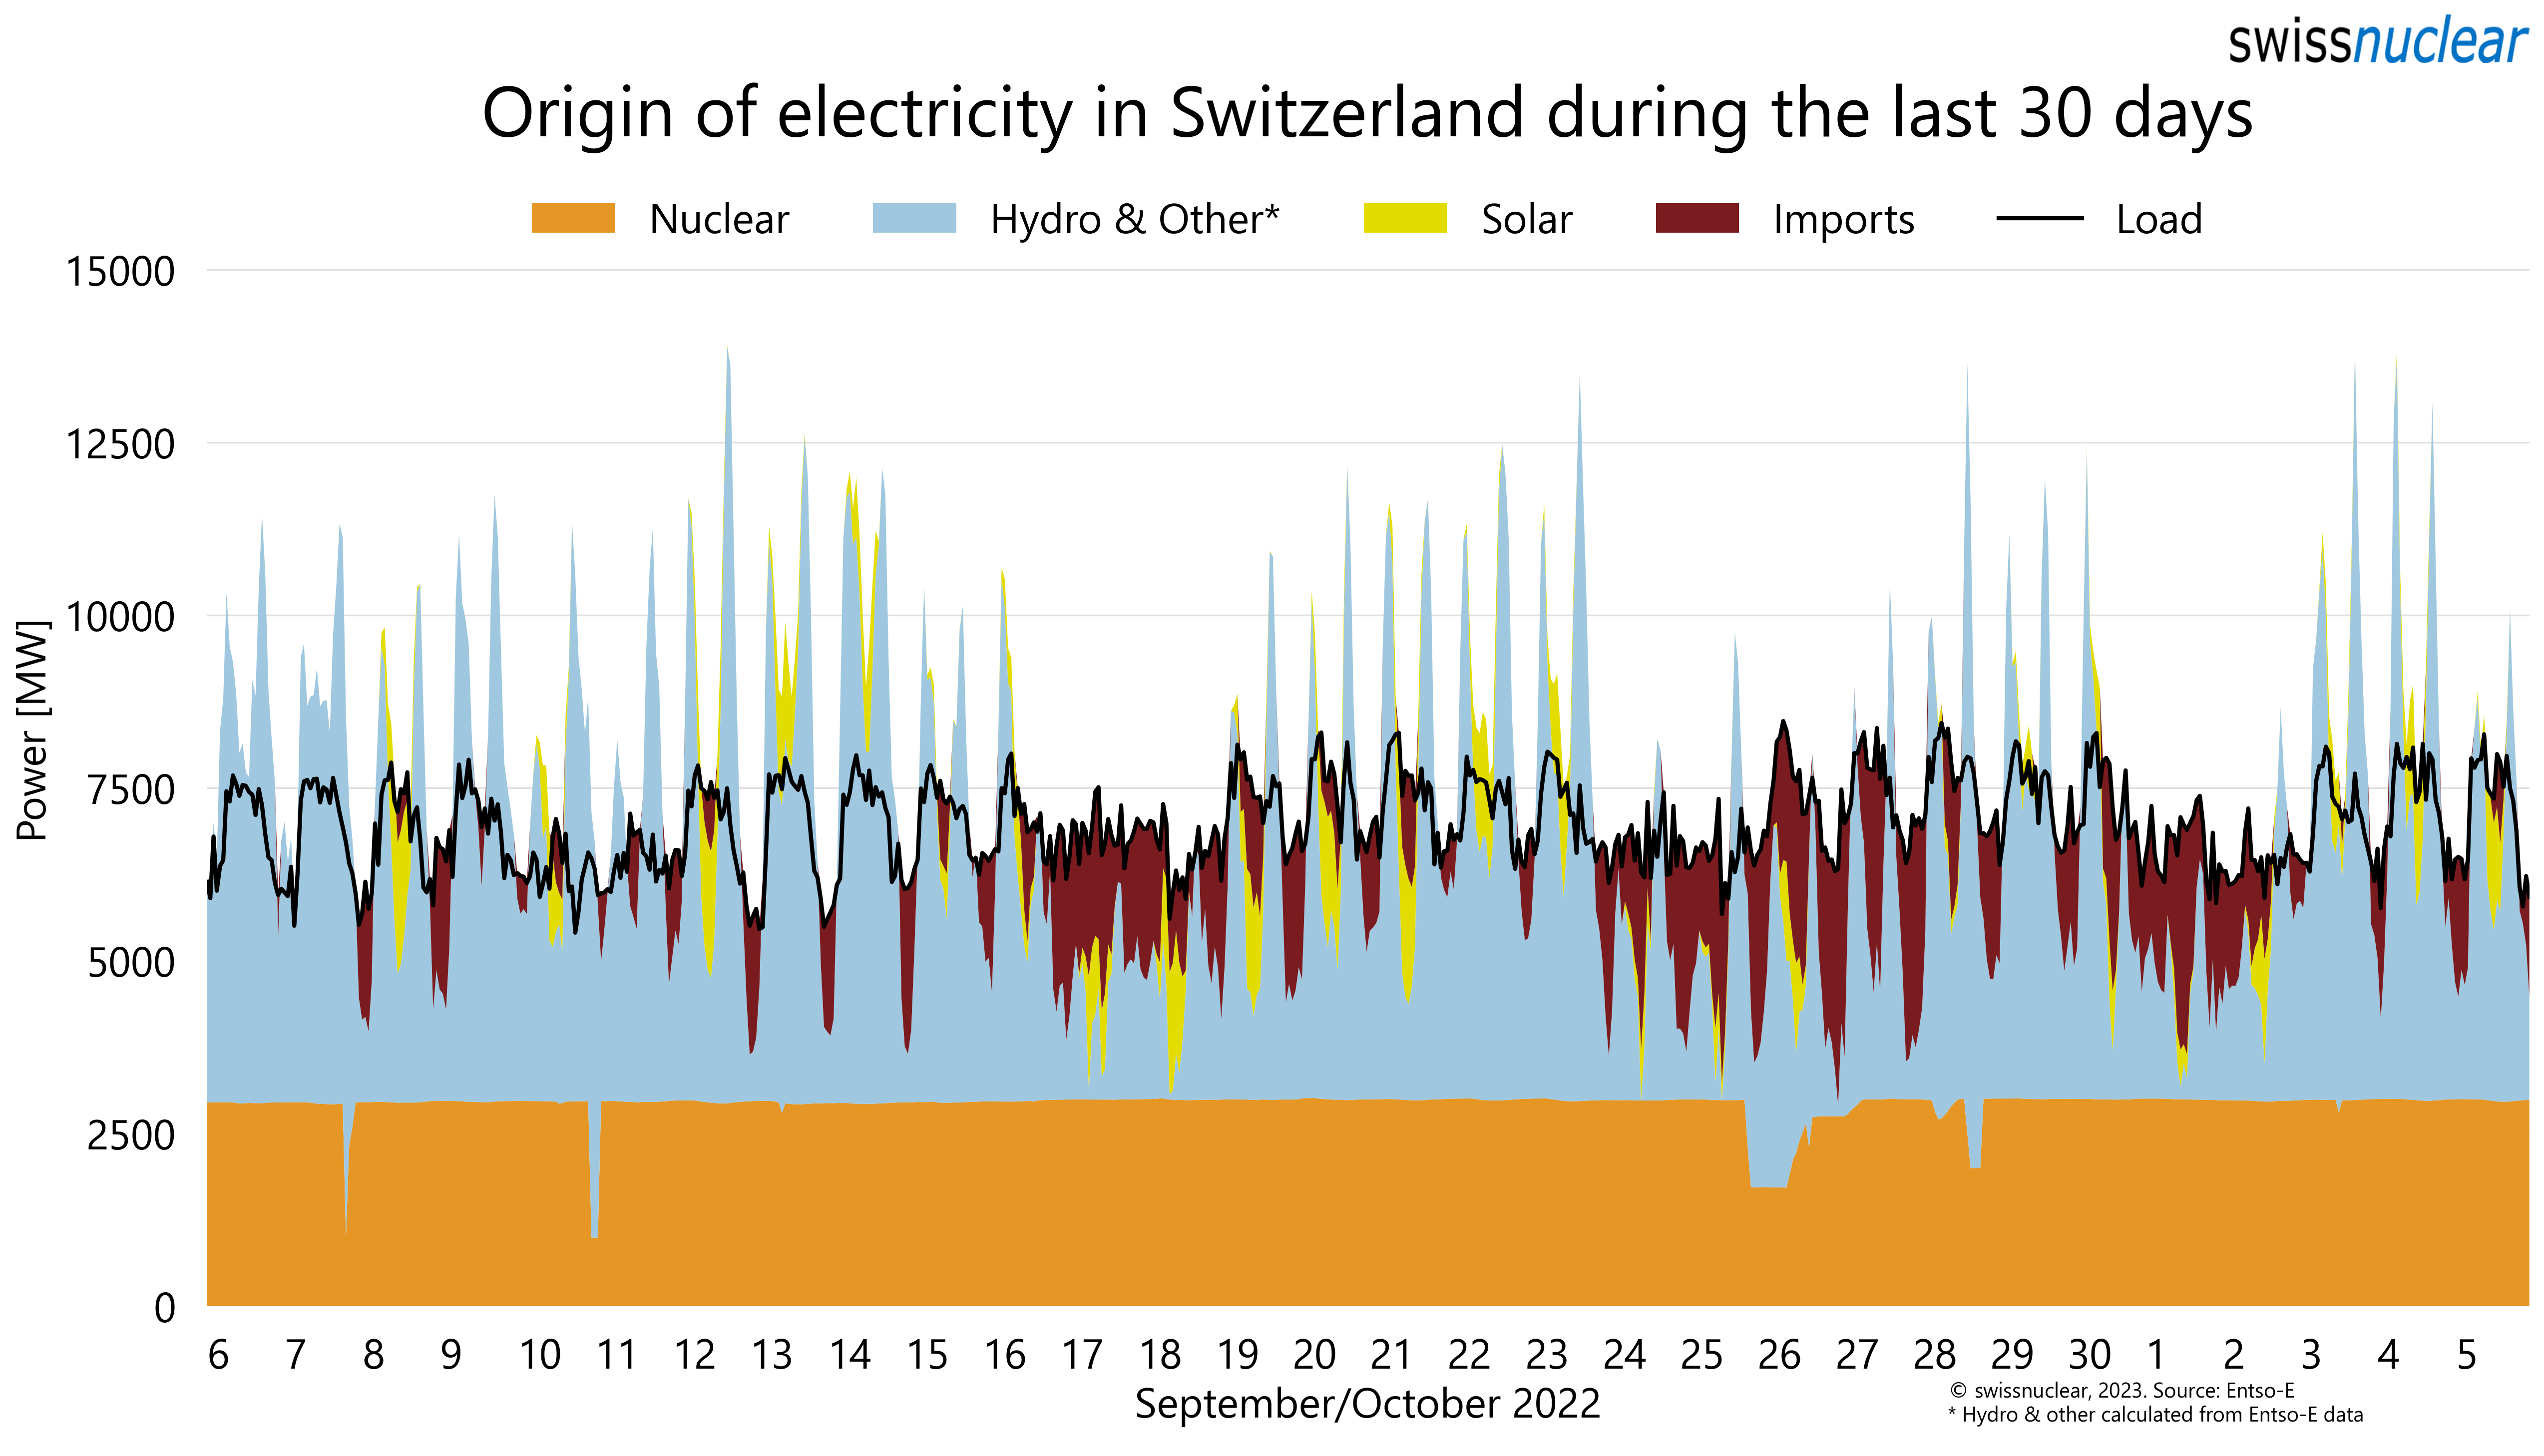 swissnuclear
Origin of electricity in Switzerland during the last 30 days
Nuclear Hydro & Other* Solar Imports Load
15000
12500
10000
7500
5000
2500
0
Power [MW]
6 7 8 9 10 11 12 13 14 15 16 17 18 19 20 21 22 23 24 25 26 27 28 29 30 1 2 3 4 5
September/October 2022
© swissnuclear, 2023. Source: Entso-E
* Hydro & other calculated from Entso-E data